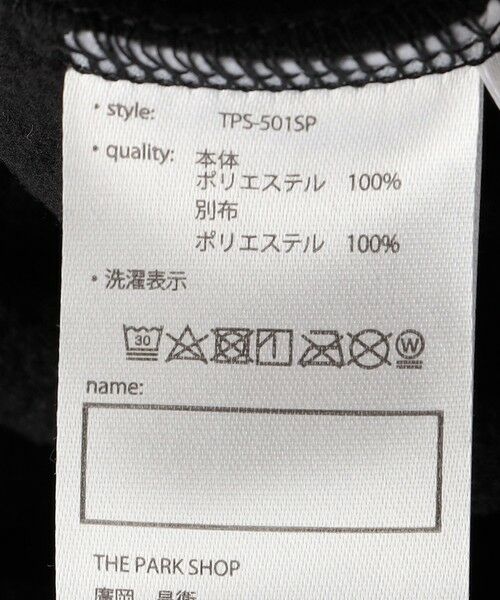 • style: TPS-501SP
• quality: 本体
ポリエステル 100%
別布
ポリエステル 100%
• 洗濯表示
30 W
name:
THE PARK SHOP